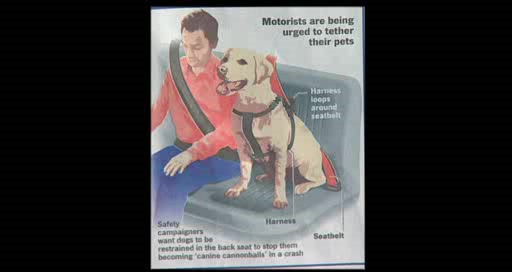 Motorists are being
urged to tether
their pets
Harness
loops
around
seatbelt
Harness
Seatbelt
Safety
campaigners
want dogs to be
restrained in the back seat to stop them
becoming 'canine cannonballs' in a crash